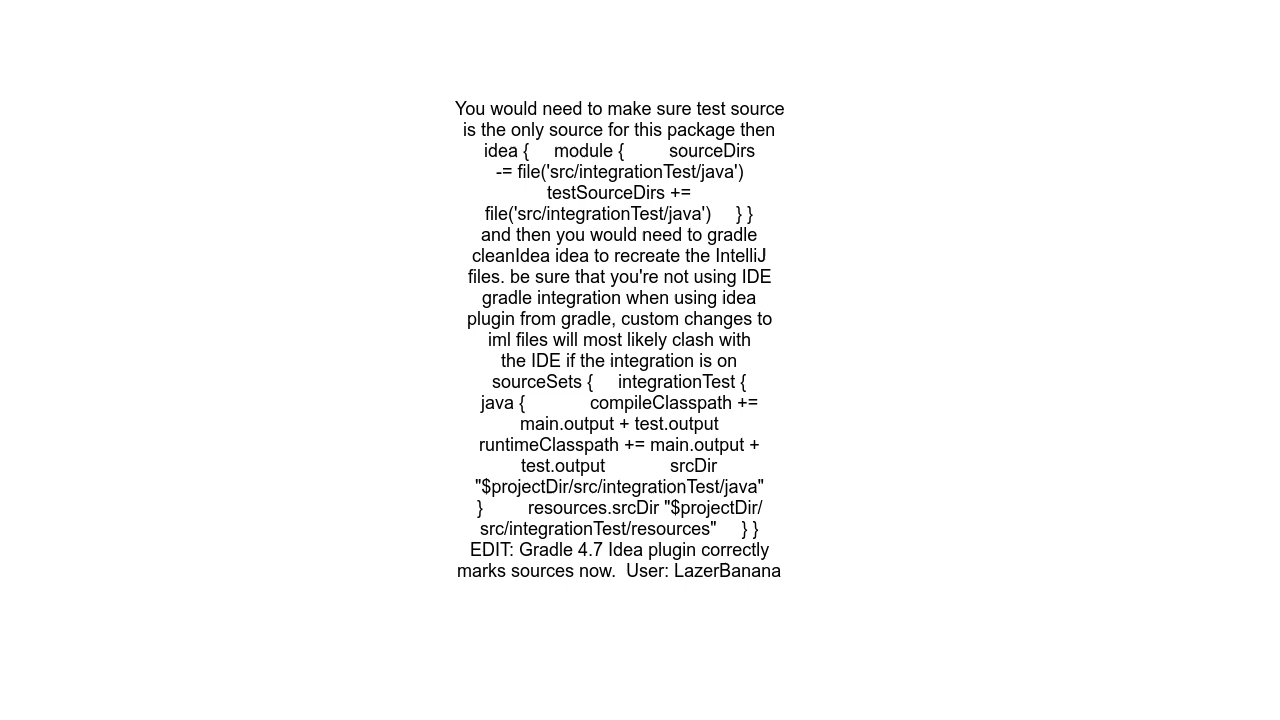 You would need to make sure test source
is the only source for this package then
idea {     module {         sourceDirs
-= file('src/integrationTest/java')
testSourceDirs +=
file('src/integrationTest/java')     } }
and then you would need to gradle
cleanIdea idea to recreate the IntelliJ
files. be sure that you're not using IDE
gradle integration when using idea
plugin from gradle, custom changes to
iml files will most likely clash with
the IDE if the integration is on
sourceSets {     integrationTest {
java {             compileClasspath +=
main.output + test.output
runtimeClasspath += main.output +
test.output             srcDir
"$projectDir/src/integrationTest/java"
}         resources.srcDir "$projectDir/
src/integrationTest/resources"     } }
EDIT: Gradle 4.7 Idea plugin correctly
marks sources now.  User: LazerBanana